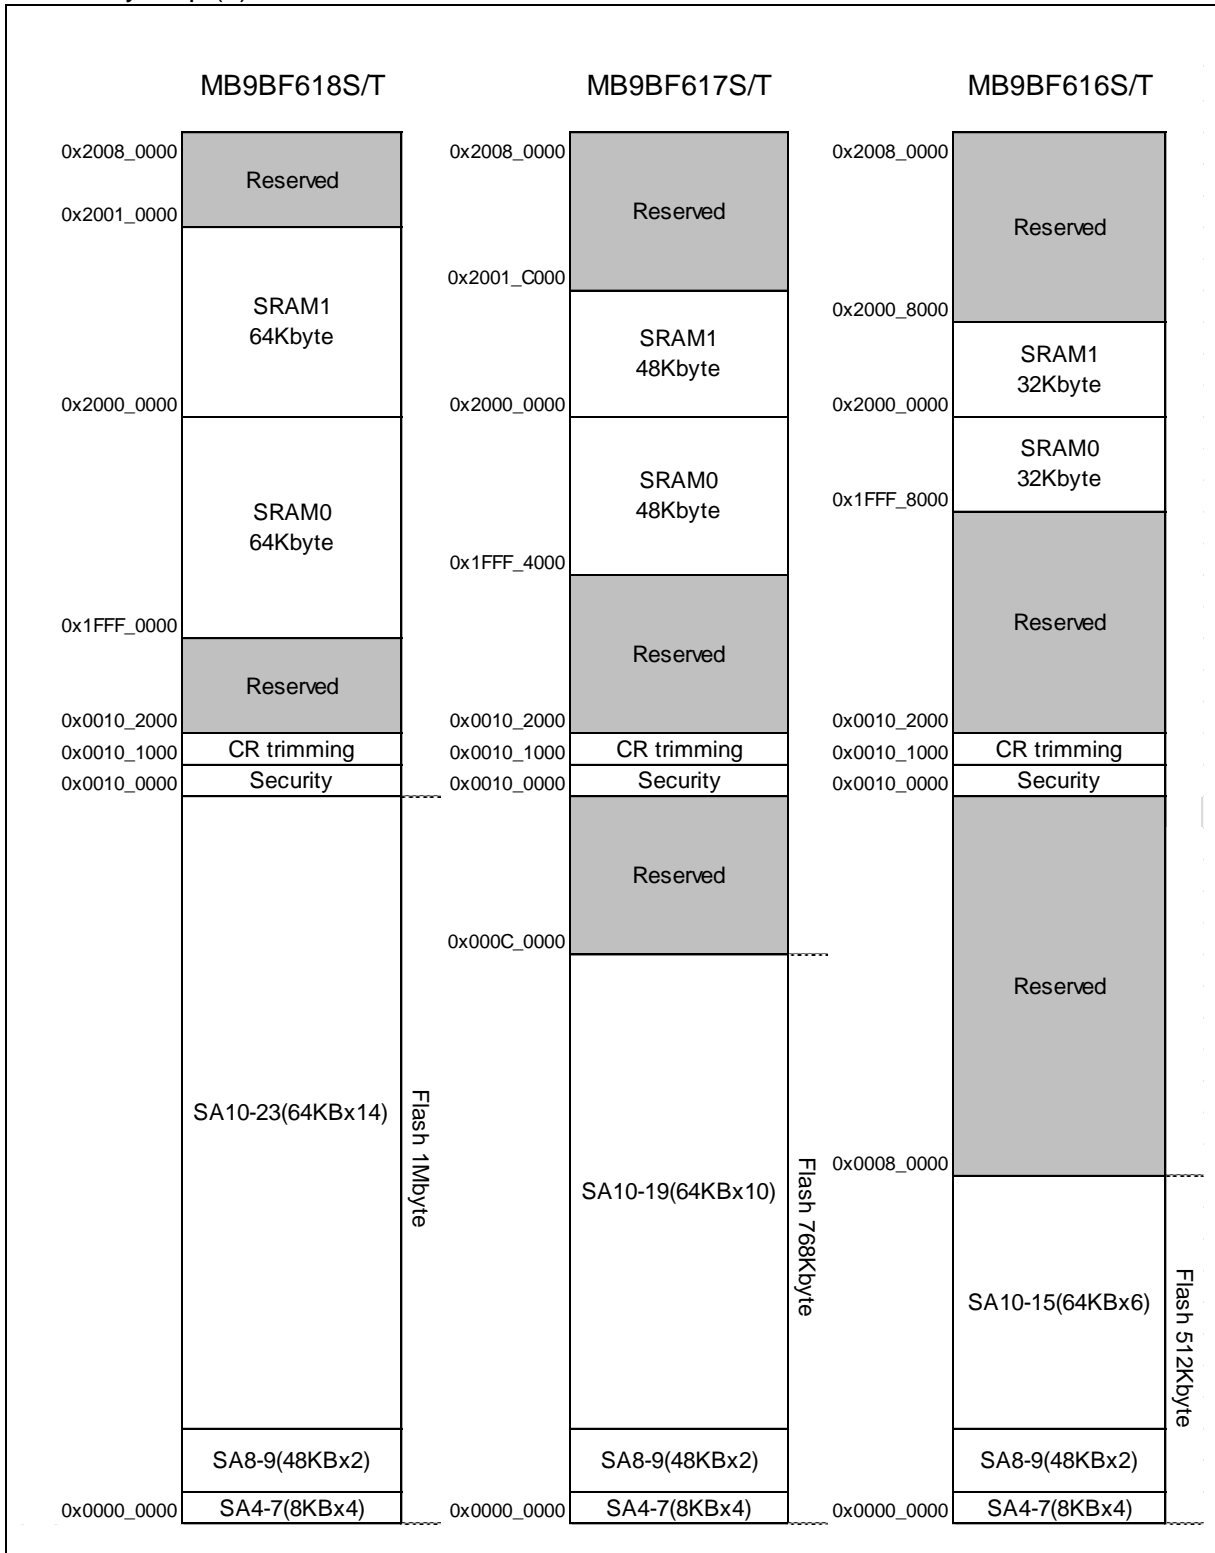 MB9BF618S/T
0x2008_0000
Reserved
0x2001_0000
SRAM1
64Kbyte
0x2000_0000
SRAM0
64Kbyte
0x1FFF_0000
Reserved
0x0010_2000
CR trimming
0x0010_1000
Security
0x0010_0000
SA10-23(64KBx14)
Flash 1Mbyte
SA8-9(48KBx2)
SA4-7(8KBx4)
0x0000_0000
MB9BF617S/T
0x2008_0000
Reserved
0x2001_C000
SRAM1
48Kbyte
0x2000_0000
SRAM0
48Kbyte
0x1FFF_4000
Reserved
0x0010_2000
CR trimming
0x0010_1000
Security
0x0010_0000
Reserved
0x000C_0000
SA10-19(64KBx10)
Flash 768Kbyte
SA8-9(48KBx2)
SA4-7(8KBx4)
0x0000_0000
MB9BF616S/T
0x2008_0000
Reserved
0x2000_8000
SRAM1
32Kbyte
0x2000_0000
SRAM0
32Kbyte
0x1FFF_8000
Reserved
0x0010_2000
CR trimming
0x0010_1000
Security
0x0010_0000
Reserved
0x0008_0000
SA10-15(64KBx6)
Flash 512Kbyte
SA8-9(48KBx2)
SA4-7(8KBx4)
0x0000_0000